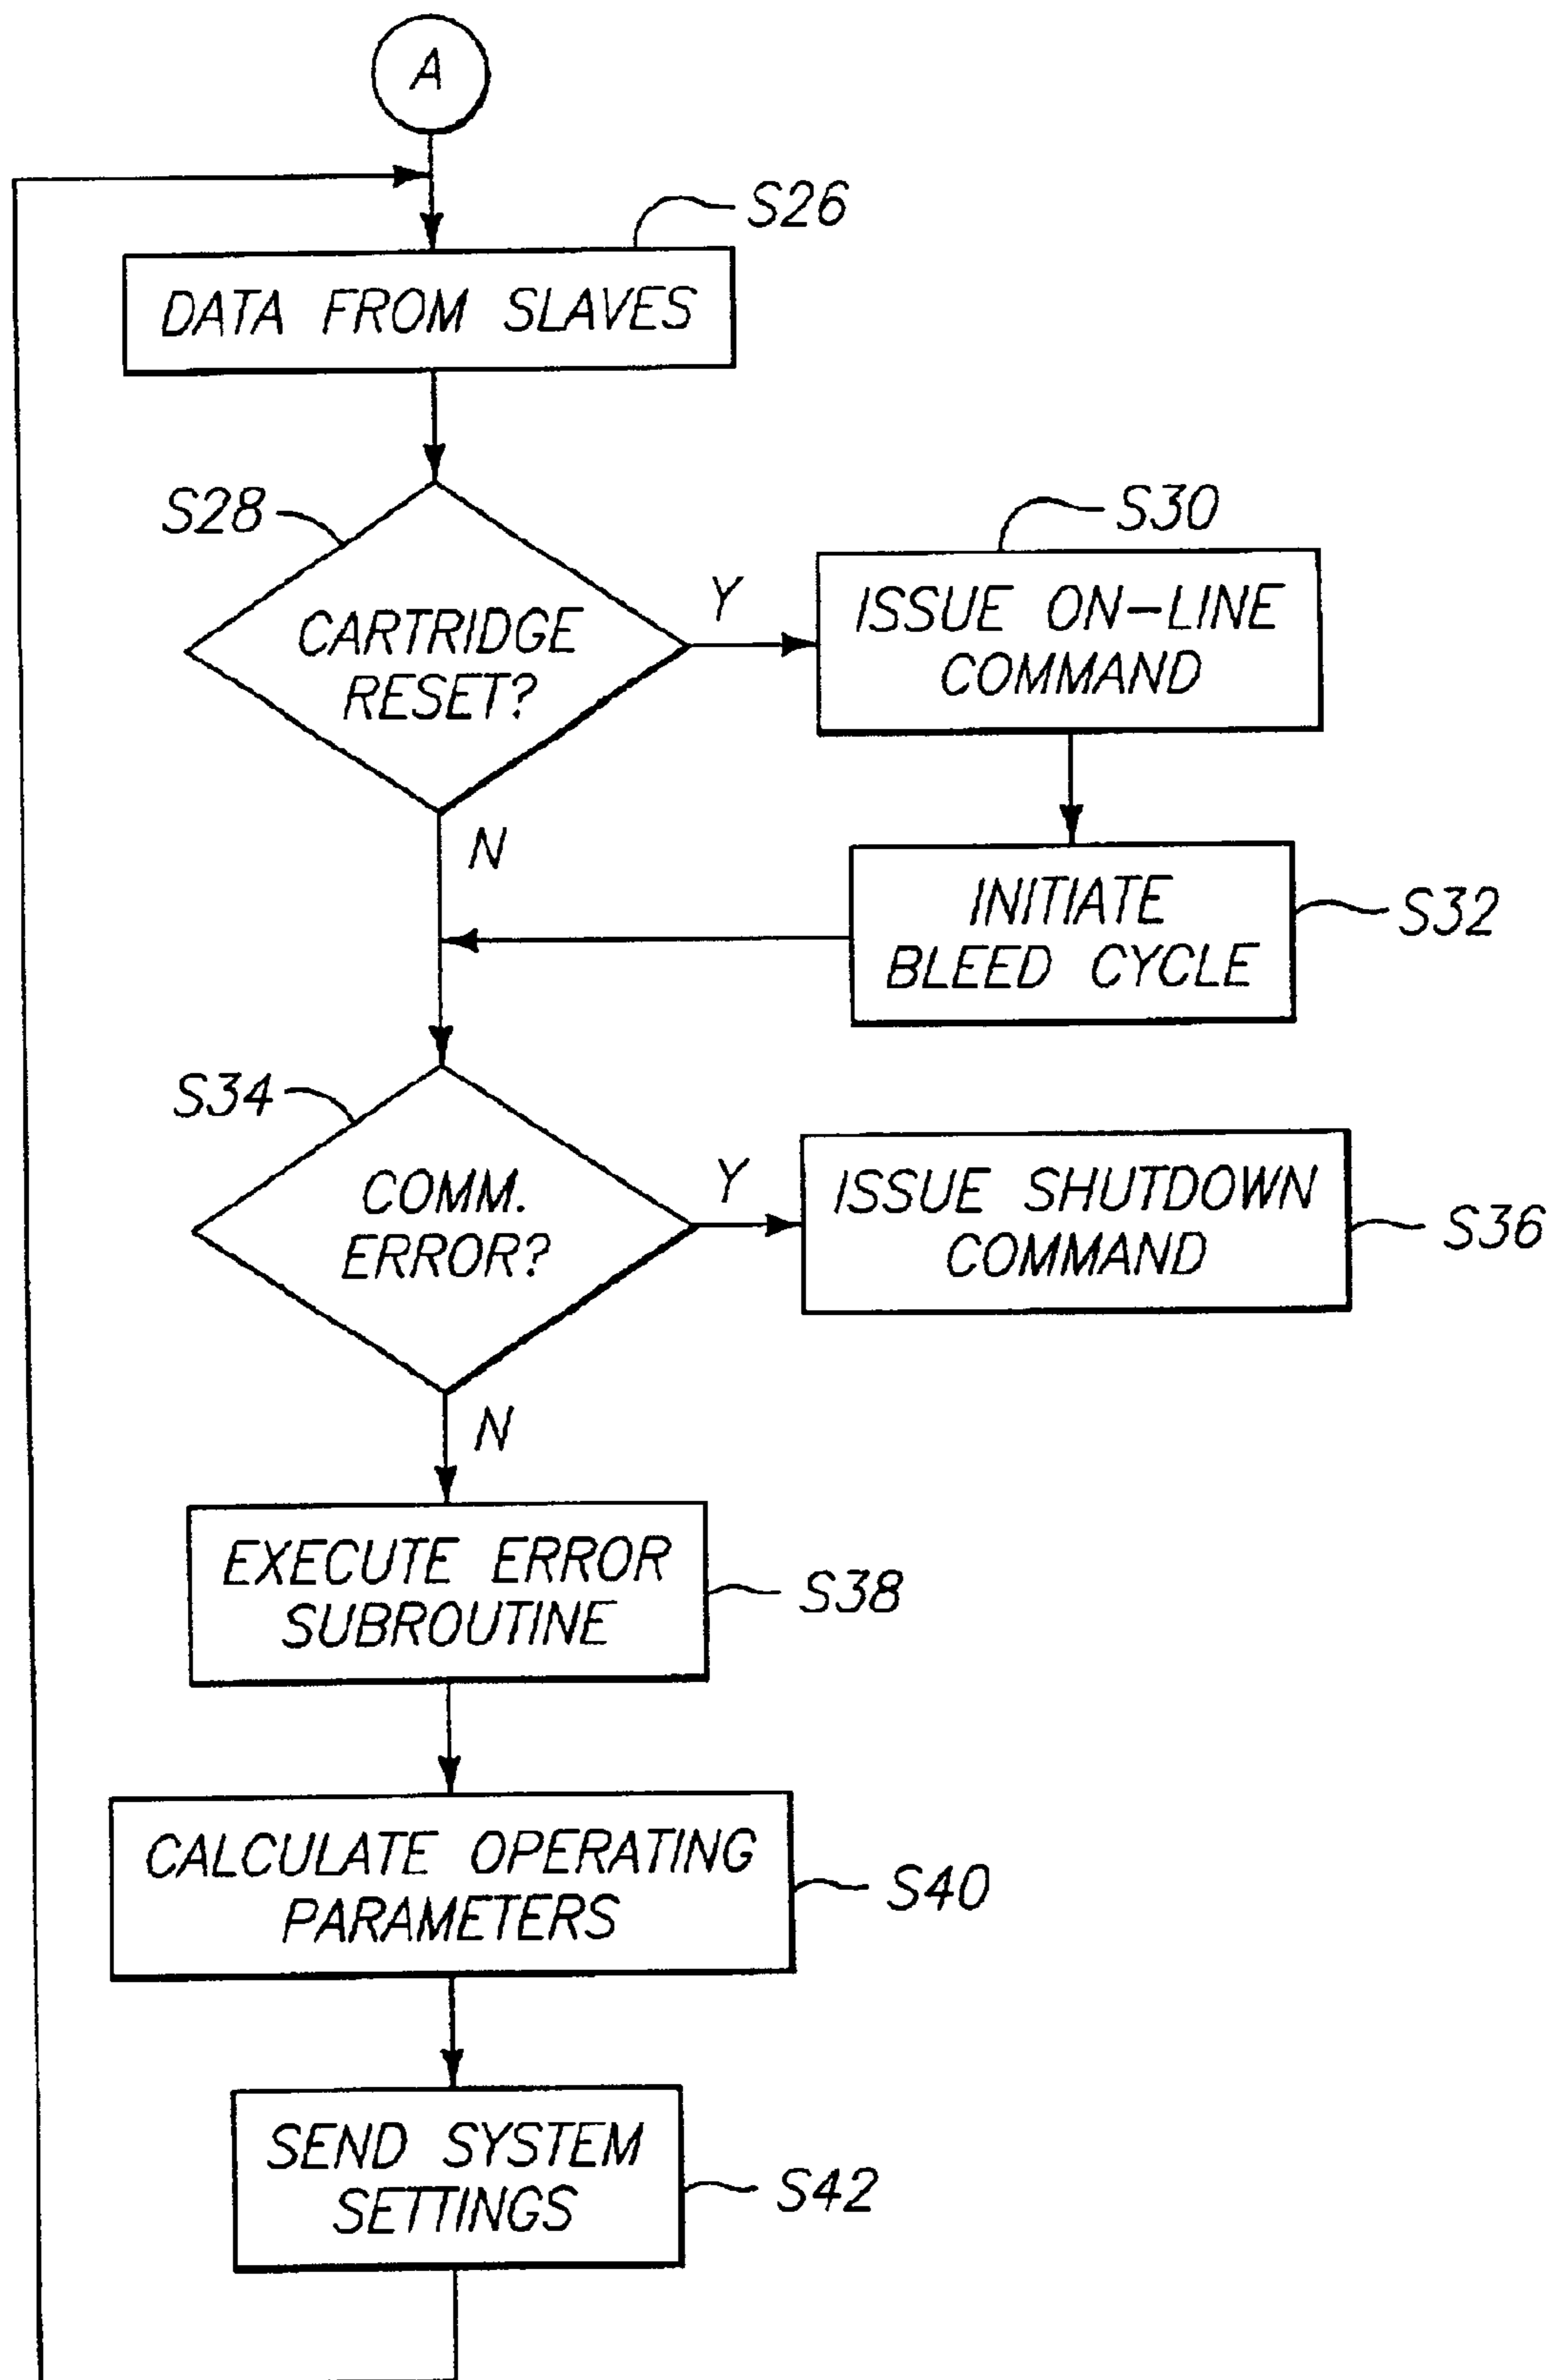 A
S26
DATA FROM SLAVES
S28
CARTRIDGE
RESET?
Y
S30
ISSUE ON-LINE
COMMAND
N
INITIATE
BLEED CYCLE
S32
S34
COMM.
ERROR?
Y
ISSUE SHUTDOWN
COMMAND
S36
N
EXECUTE ERROR
SUBROUTINE
S38
CALCULATE OPERATING
PARAMETERS
S40
SEND SYSTEM
SETTINGS
S42